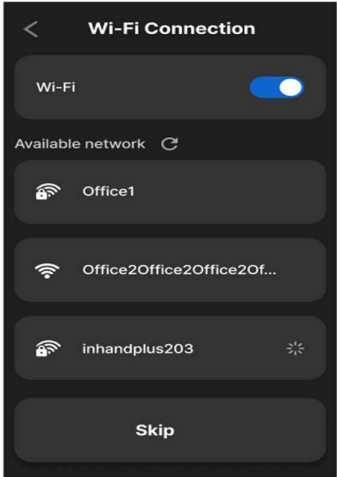 Wi-Fi Connection
Wi-Fi
Available network
Office1
Office2Office2Office2Of...
inhandplus203
Skip